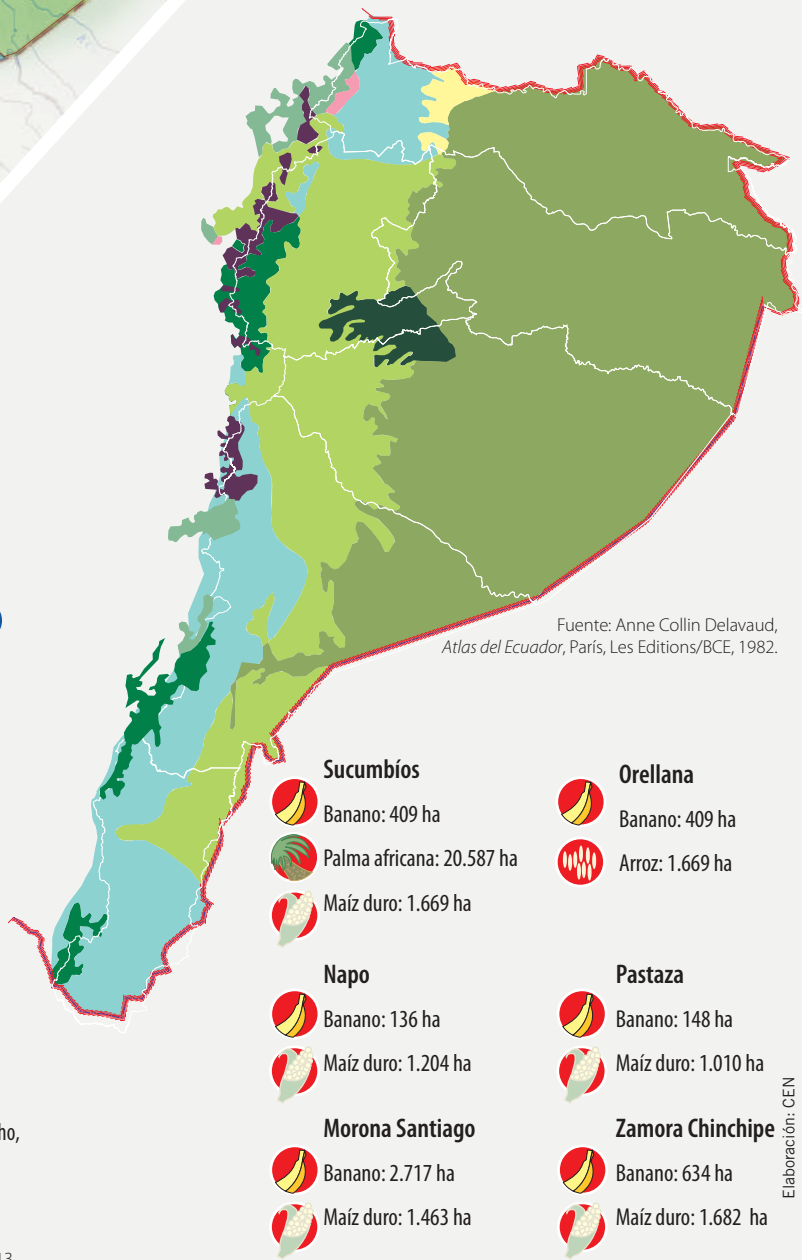 Fuente: Anne Collin Delavaud,
Atlas del Ecuador, París, Les Editions/BCE, 1982.
Sucumbíos
Banano: 409 ha
Palma africana: 20.587 ha
Maíz duro: 1.669 ha
Orellana
Banano: 409 ha
Arroz: 1.669 ha
Napo
Banano: 136 ha
Maíz duro: 1.204 ha
Pastaza
Banano: 148 ha
Maíz duro: 1.010 ha
Morona Santiago
Banano: 2.717 ha
Maíz duro: 1.463 ha
Zamora Chinchipe
Banano: 634 ha
Maíz duro: 1.682 ha
Elaboración: CEN
ho,